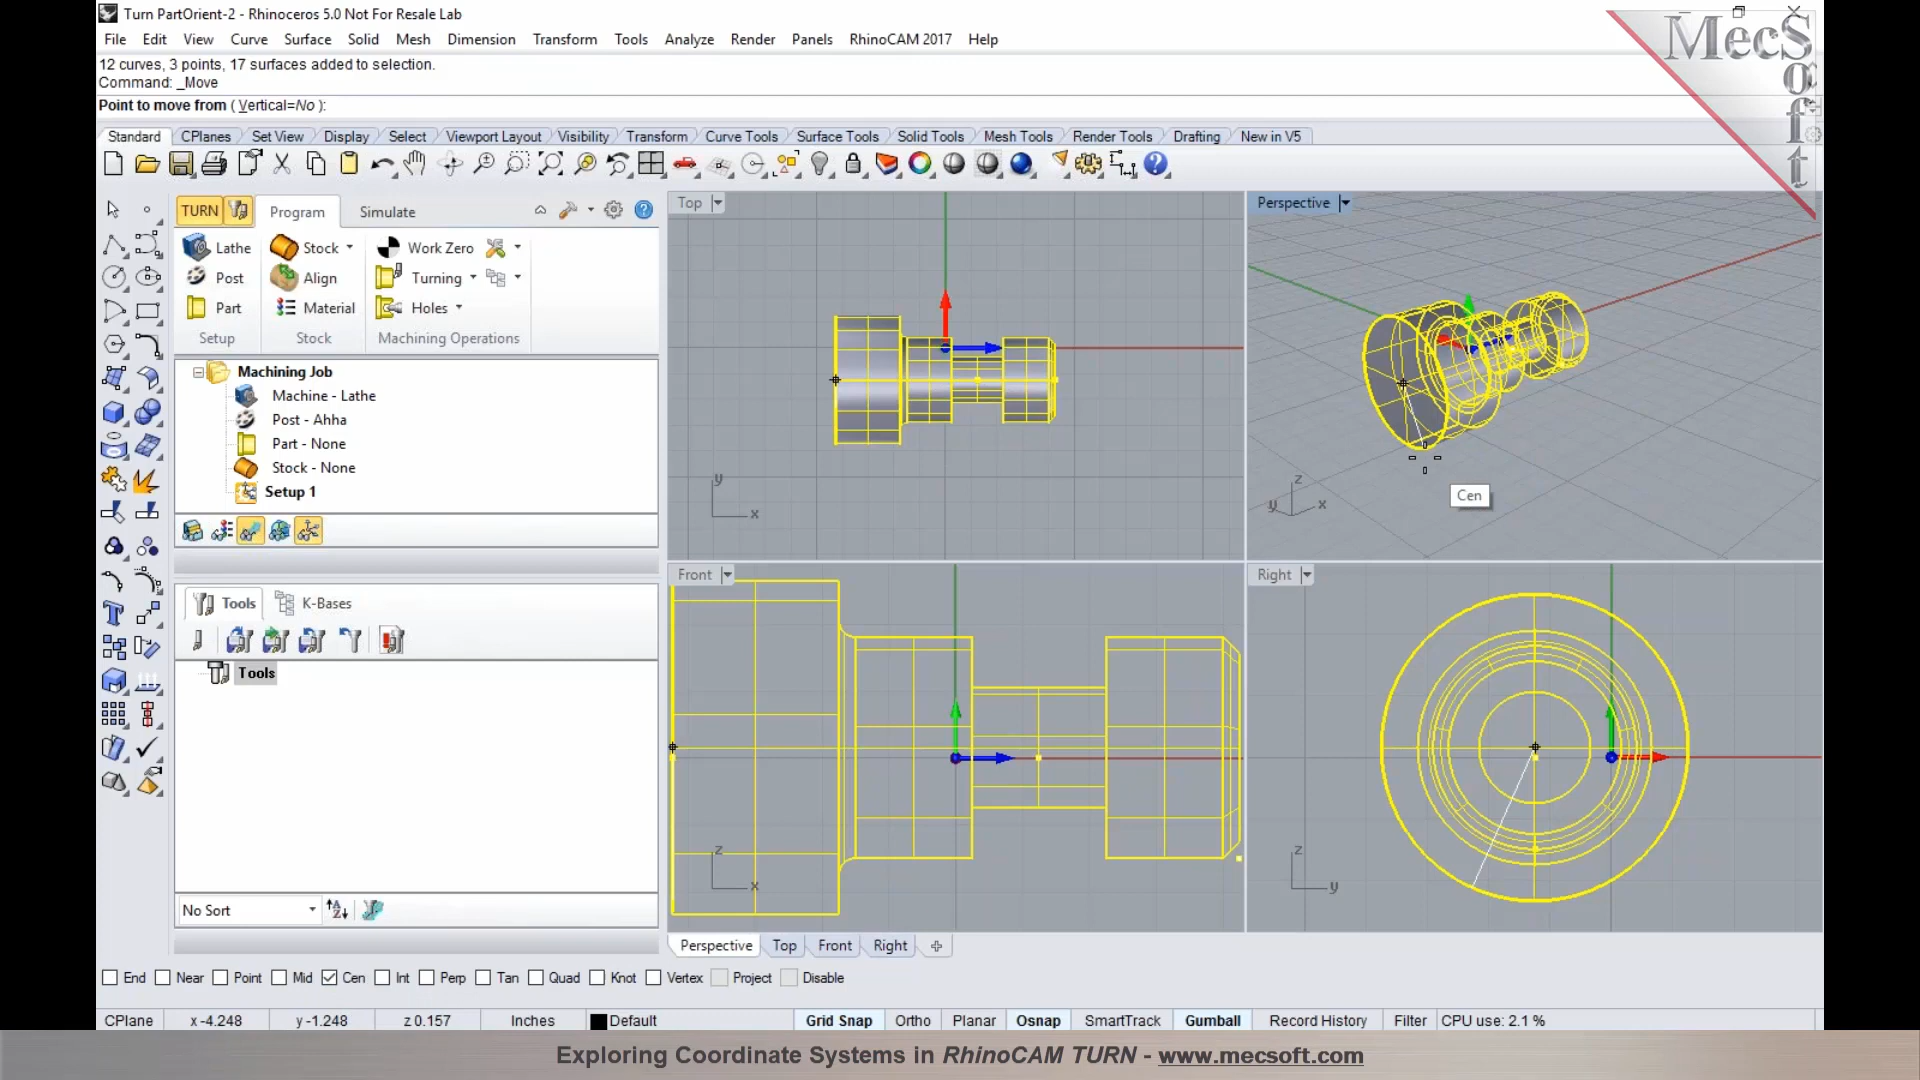 Turn PartOrient-2 - Rhinoceros 5.0 Not For Resale Lab
File Edit View Curve Surface Solid Mesh Dimension Transform Tools Analyze Render Panels RhinoCAM 2017 Help
12 curves, 3 points, 17 surfaces added to selection.
Command: _Move
Point to move from ( Vertical=No ):
MecSoft
Standard CPlanes Set View Display Select Viewport Layout Visibility Transform Curve Tools Surface Tools Solid Tools Mesh Tools Render Tools Drafting New in V5
TURN Program Simulate
Lathe Stock Work Zero
Post Align Turning
Part Material Holes
Setup Stock Machining Operations
Machining Job
Machine - Lathe
Post - Ahha
Part - None
Stock - None
Setup 1
Tools K-Bases
Tools
No Sort
Top
y
x
Perspective
z
y x
Cen
Front
z
x
Right
z
y
Perspective Top Front Right
End Near Point Mid Cen Int Perp Tan Quad Knot Vertex Project Disable
CPlane x -4.248 y -1.248 z 0.157 Inches Default Grid Snap Ortho Planar Osnap SmartTrack Gumball Record History Filter CPU use: 2.1 %
Exploring Coordinate Systems in RhinoCAM TURN - www.mecsoft.com